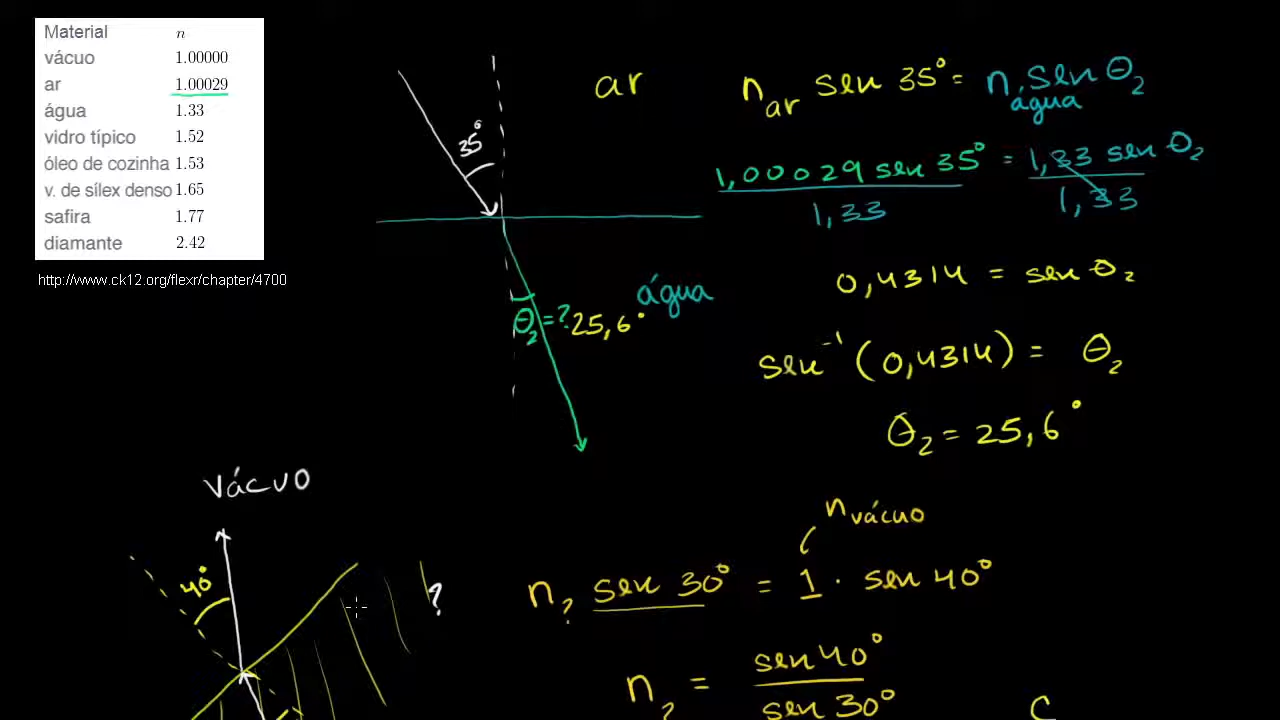 Material n
vácuo 1.00000
ar 1.00029
água 1.33
vidro típico 1.52
óleo de cozinha 1.53
v. de sílex denso 1.65
safira 1.77
diamante 2.42
http://www.ck12.org/flexr/chapter/4700
ar
35°
água
θ₂ = ? 25,6°
n ar sen 35° = n água . sen θ₂
1,00029 sen 35° = 1,33 sen θ₂
1,33 1,33
0,4314 = sen θ₂
sen⁻¹ (0,4314) = θ₂
θ₂ = 25,6°
vácuo
40°
?
n vácuo
n? sen 30° = 1 . sen 40°
n? = sen 40°
sen 30°